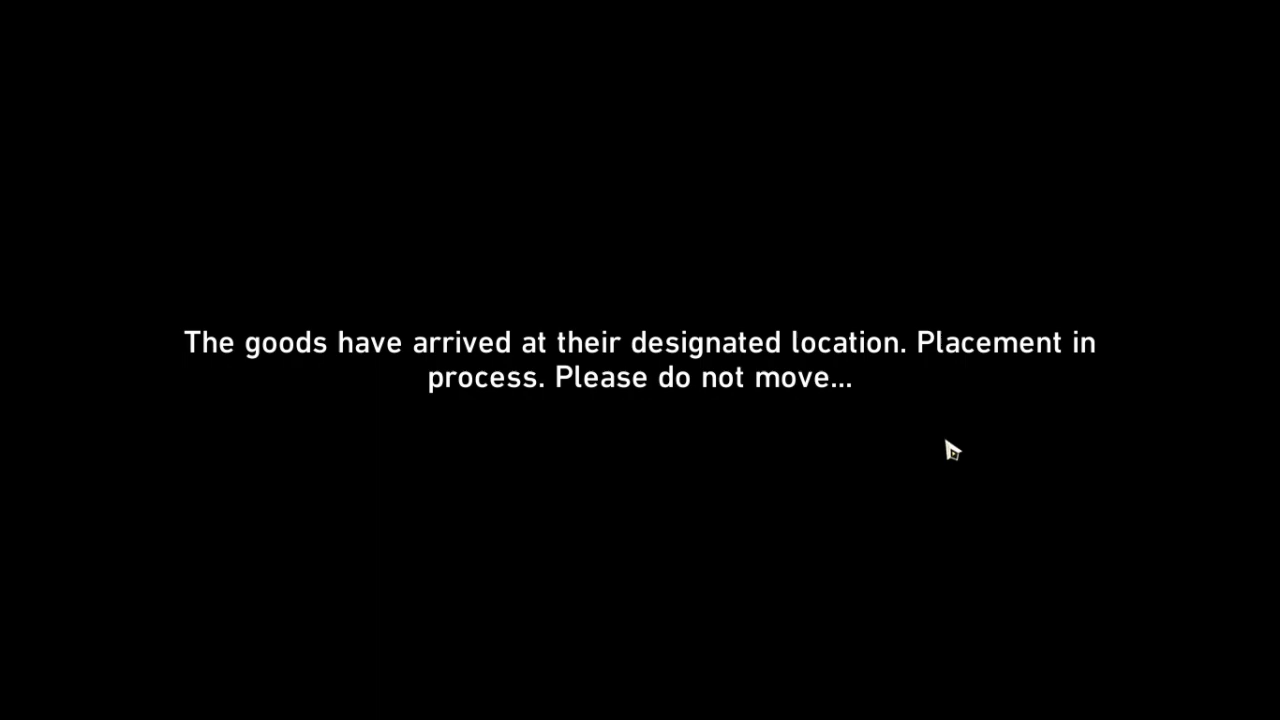 The goods have arrived at their designated location. Placement in
process. Please do not move...